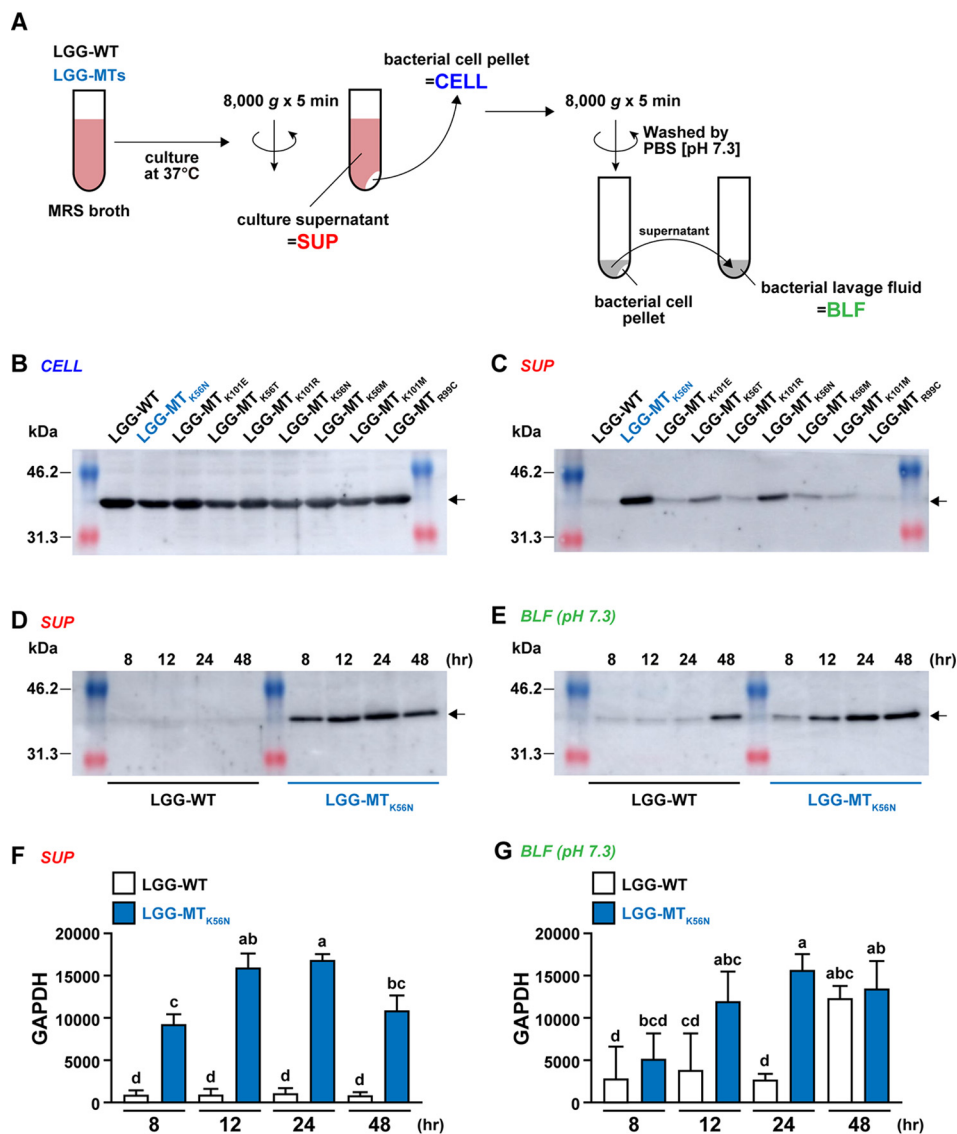 A
LGG-WT
LGG-MTs
MRS broth
culture
at 37°C
8,000 g x 5 min
culture supernatant
=SUP
bacterial cell pellet
=CELL
8,000 g x 5 min
Washed by
PBS [pH 7.3]
supernatant
bacterial cell
pellet
bacterial lavage fluid
=BLF
B CELL
LGG-WT
LGG-MTK56N
LGG-MTK101E
LGG-MTK56T
LGG-MTK101R
LGG-MTK56N
LGG-MTK56M
LGG-MTK101M
LGG-MTR99C
kDa
46.2
31.3
C SUP
LGG-WT
LGG-MTK56N
LGG-MTK101E
LGG-MTK56T
LGG-MTK101R
LGG-MTK56N
LGG-MTK56M
LGG-MTK101M
LGG-MTR99C
kDa
46.2
31.3
D SUP
kDa
8 12 24 48 8 12 24 48 (hr)
46.2
31.3
LGG-WT LGG-MTK56N
E BLF (pH 7.3)
kDa
8 12 24 48 8 12 24 48 (hr)
46.2
31.3
LGG-WT LGG-MTK56N
F SUP
LGG-WT
LGG-MTK56N
GAPDH
20000
15000
10000
5000
0
d c d ab d a d bc
8 12 24 48 (hr)
G BLF (pH 7.3)
LGG-WT
LGG-MTK56N
GAPDH
20000
15000
10000
5000
0
d bcd cd abc d a abc ab
8 12 24 48 (hr)